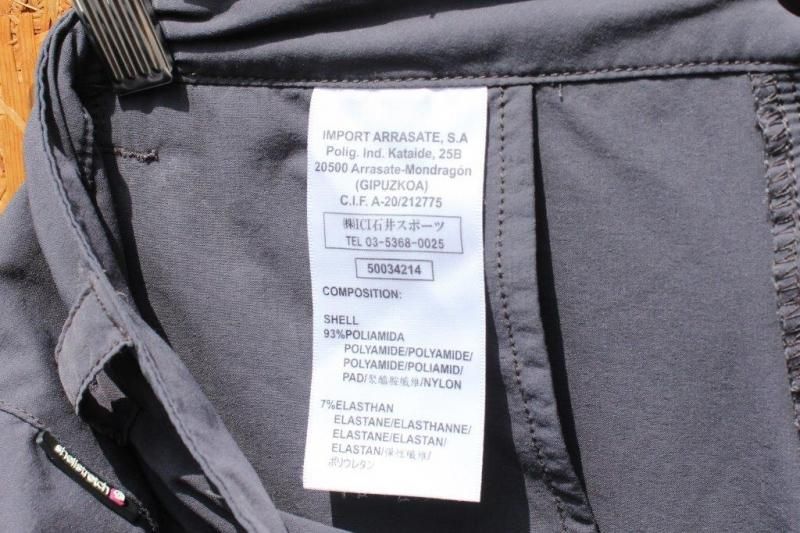 IMPORT ARRASATE, S.A
Polig. Ind. Kataide, 25B
20500 Arrasate-Mondragón
(GIPUZKOA)
C.I.F. A-20/212775
㈱ICI石井スポーツ
TEL 03-5368-0025
50034214
COMPOSITION:
SHELL
93%POLIAMIDA
POLYAMIDE/POLYAMIDE/
POLYAMIDE/POLIAMID/
PAD/聚醯胺纖維/NYLON
7%ELASTHAN
ELASTANE/ELASTHANNE/
ELASTANE/ELASTAN/
ELASTAN/弹性纖維/
ポリウレタン